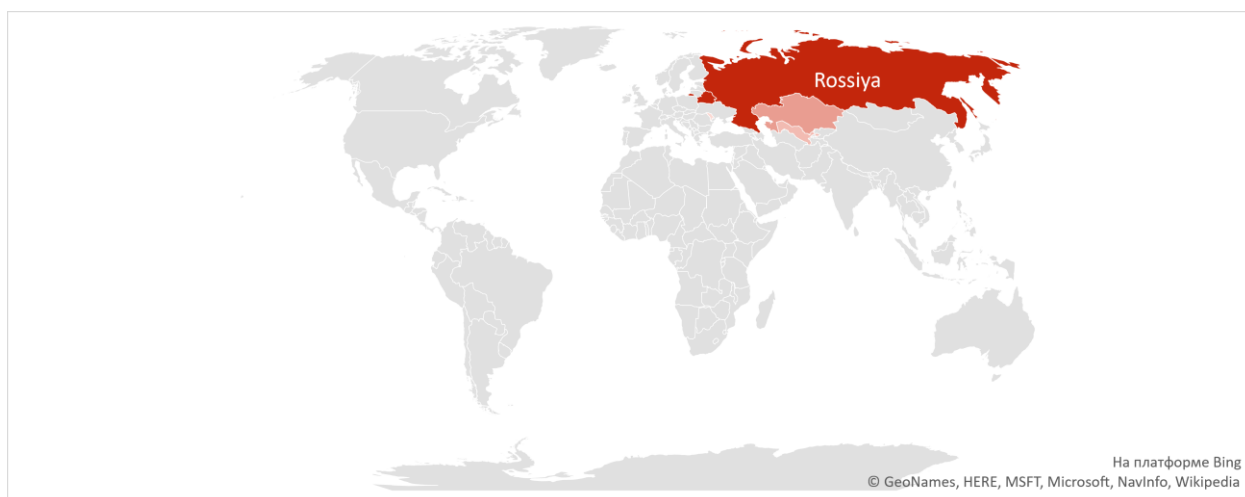 Rossiya
На платформе Bing
© GeoNames, HERE, MSFT, Microsoft, NavInfo, Wikipedia